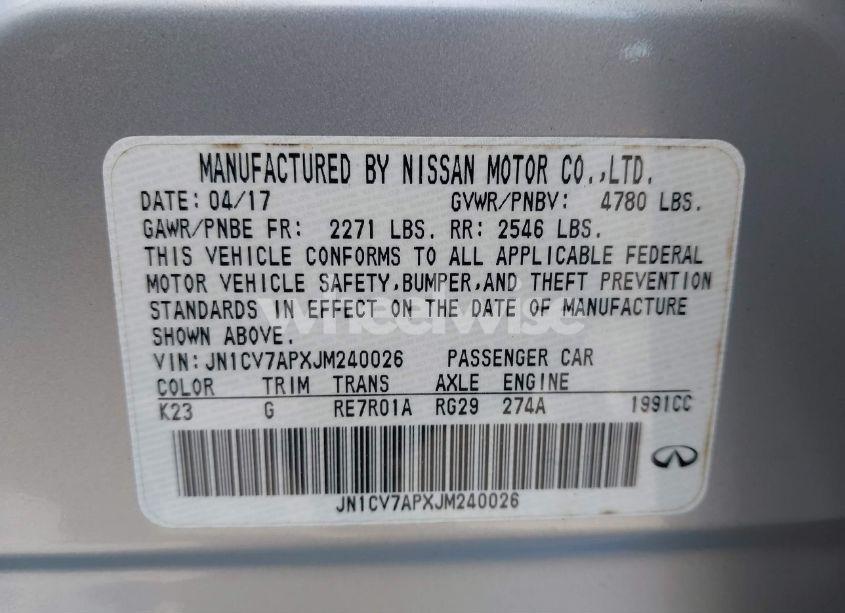 MANUFACTURED BY NISSAN MOTOR CO.,LTD.
DATE: 04/17 GVWR/PNBV: 4780 LBS.
GAWR/PNBE FR: 2271 LBS. RR: 2546 LBS.
THIS VEHICLE CONFORMS TO ALL APPLICABLE FEDERAL
MOTOR VEHICLE SAFETY,BUMPER,AND THEFT PREVENTION
STANDARDS IN EFFECT ON THE DATE OF MANUFACTURE
SHOWN ABOVE.
wheelwise
VIN: JN1CV7APXJM240026 PASSENGER CAR
COLOR TRIM TRANS AXLE ENGINE
K23 G RE7R01A RG29 274A 1991CC
JN1CV7APXJM240026